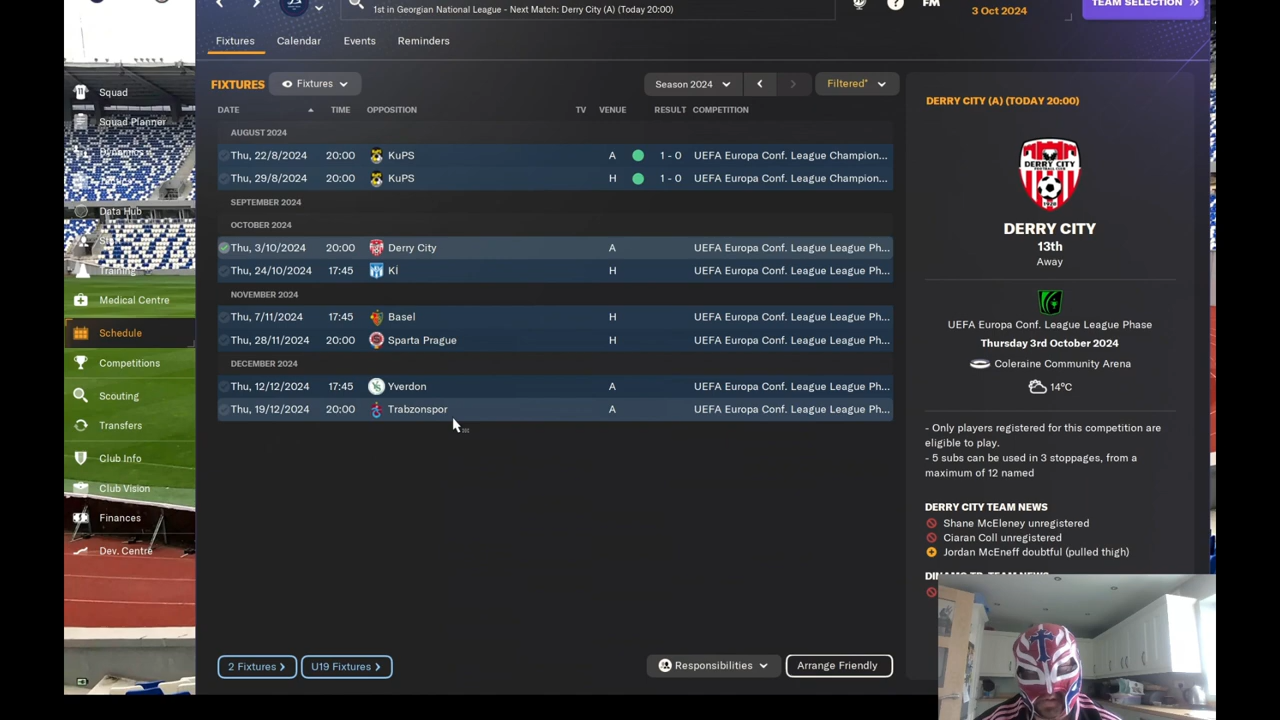 1st in Georgian National League - Next Match: Derry City (A) (Today 20:00)
FM
3 Oct 2024
TEAM SELECTION
Fixtures
Calendar
Events
Reminders
FIXTURES
Fixtures
Season 2024
Filtered*
DATE
TIME
OPPOSITION
TV
VENUE
RESULT
COMPETITION
AUGUST 2024
Thu, 22/8/2024 20:00 KuPS A 1 - 0 UEFA Europa Conf. League Champion...
Thu, 29/8/2024 20:00 KuPS H 1 - 0 UEFA Europa Conf. League Champion...
SEPTEMBER 2024
OCTOBER 2024
Thu, 3/10/2024 20:00 Derry City A UEFA Europa Conf. League League Ph...
Thu, 24/10/2024 17:45 KÍ H UEFA Europa Conf. League League Ph...
NOVEMBER 2024
Thu, 7/11/2024 17:45 Basel H UEFA Europa Conf. League League Ph...
Thu, 28/11/2024 20:00 Sparta Prague H UEFA Europa Conf. League League Ph...
DECEMBER 2024
Thu, 12/12/2024 17:45 Yverdon A UEFA Europa Conf. League League Ph...
Thu, 19/12/2024 20:00 Trabzonspor A UEFA Europa Conf. League League Ph...
Squad
Squad Planner
Dynamics
Data Hub
Training
Medical Centre
Schedule
Competitions
Scouting
Transfers
Club Info
Club Vision
Finances
Dev. Centre
2 Fixtures
U19 Fixtures
Responsibilities
Arrange Friendly
DERRY CITY (A) (TODAY 20:00)
DERRY CITY
DERRY CITY
13th
Away
UEFA Europa Conf. League League Phase
Thursday 3rd October 2024
Coleraine Community Arena
14°C
- Only players registered for this competition are
eligible to play.
- 5 subs can be used in 3 stoppages, from a
maximum of 12 named
DERRY CITY TEAM NEWS
Shane McEleney unregistered
Ciaran Coll unregistered
Jordan McEneff doubtful (pulled thigh)